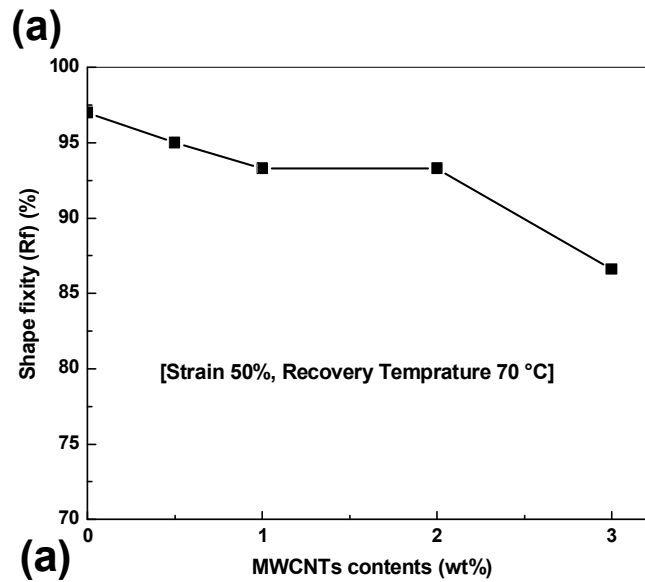 (a)
100
95
90
85
80
75
70
Shape fixity (Rf) (%)
[Strain 50%, Recovery Temprature 70 °C]
0 1 2 3
MWCNTs contents (wt%)
(a)